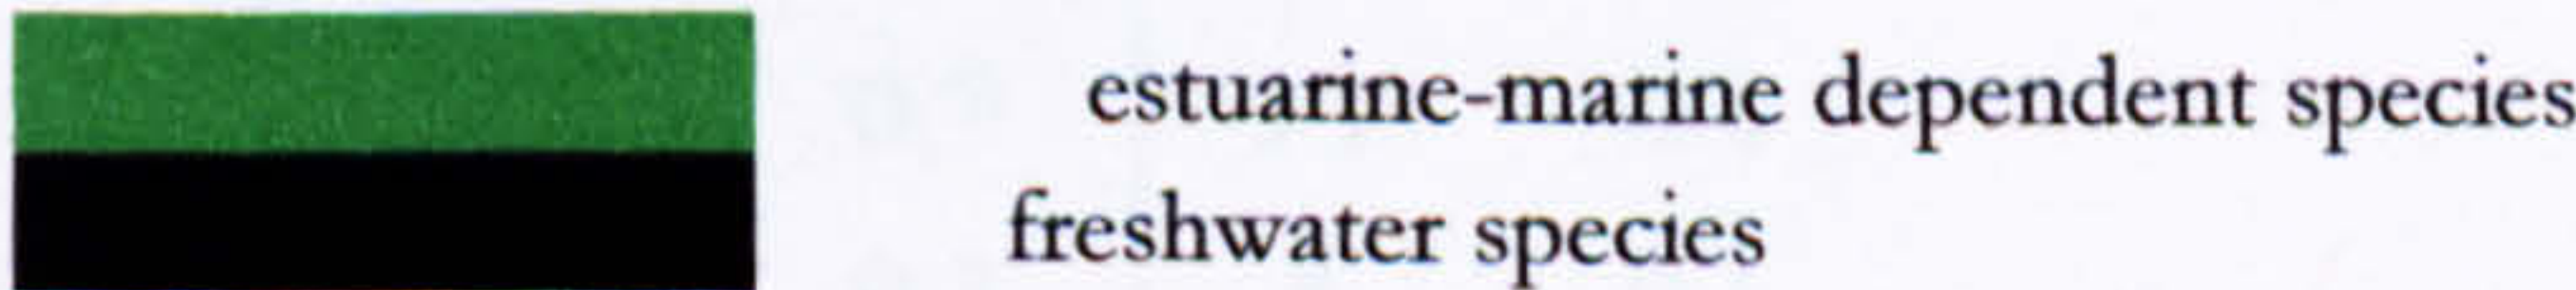 estuarine-marine dependent species
freshwater species